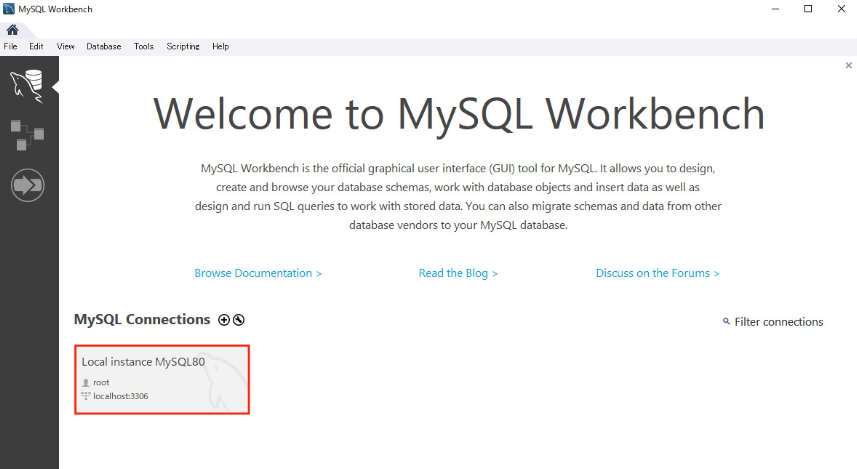 MySQL Workbench
File Edit View Database Tools Scripting Help
Welcome to MySQL Workbench
MySQL Workbench is the official graphical user interface (GUI) tool for MySQL. It allows you to design,
create and browse your database schemas, work with database objects and insert data as well as
design and run SQL queries to work with stored data. You can also migrate schemas and data from other
database vendors to your MySQL database.
Browse Documentation > Read the Blog > Discuss on the Forums >
MySQL Connections Filter connections
Local instance MySQL80
root
localhost:3306